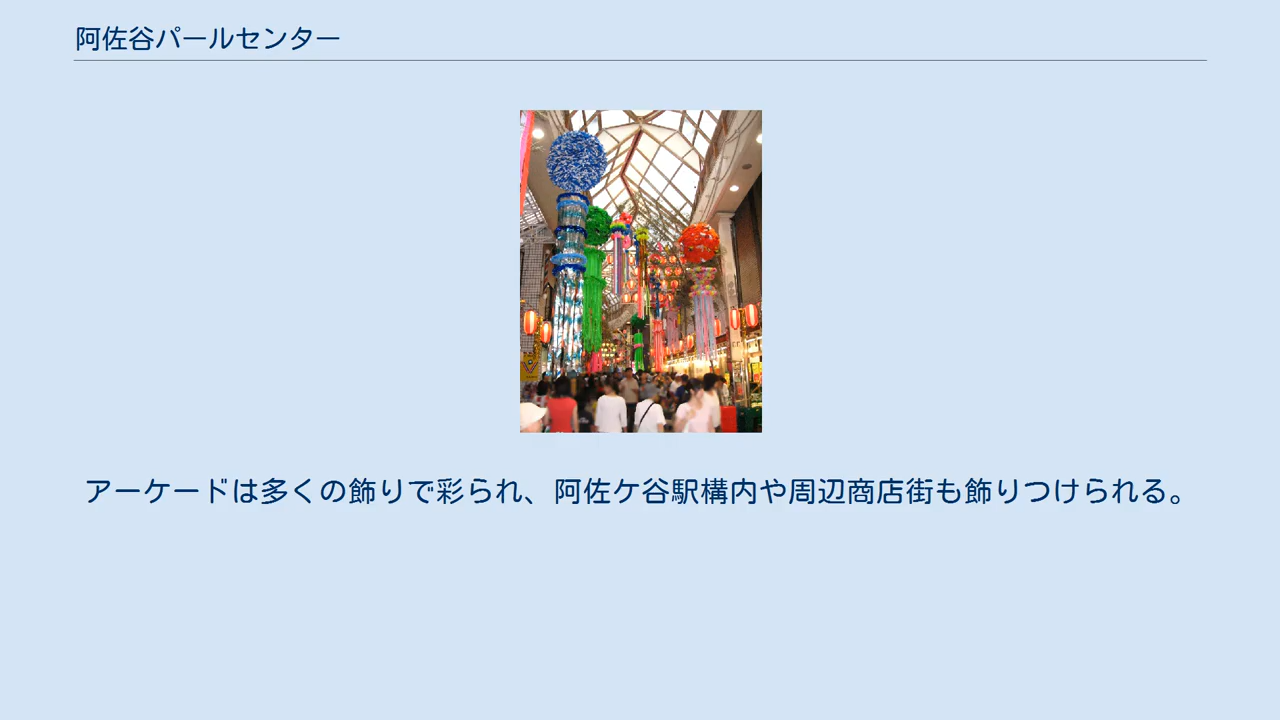 阿佐谷パールセンター
アーケードは多くの飾りで彩られ、阿佐ケ谷駅構内や周辺商店街も飾りつけられる。